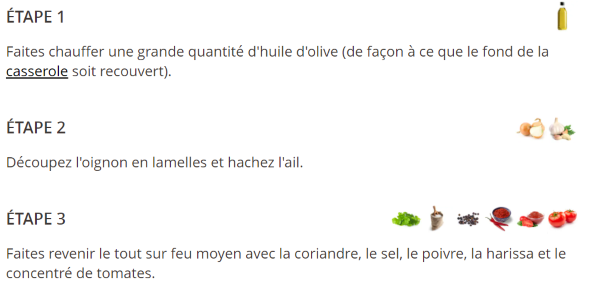 ÉTAPE 1
Faites chauffer une grande quantité d'huile d'olive (de façon à ce que le fond de la
casserole soit recouvert).
ÉTAPE 2
Découpez l'oignon en lamelles et hachez l'ail.
ÉTAPE 3
Faites revenir le tout sur feu moyen avec la coriandre, le sel, le poivre, la harissa et le
concentré de tomates.